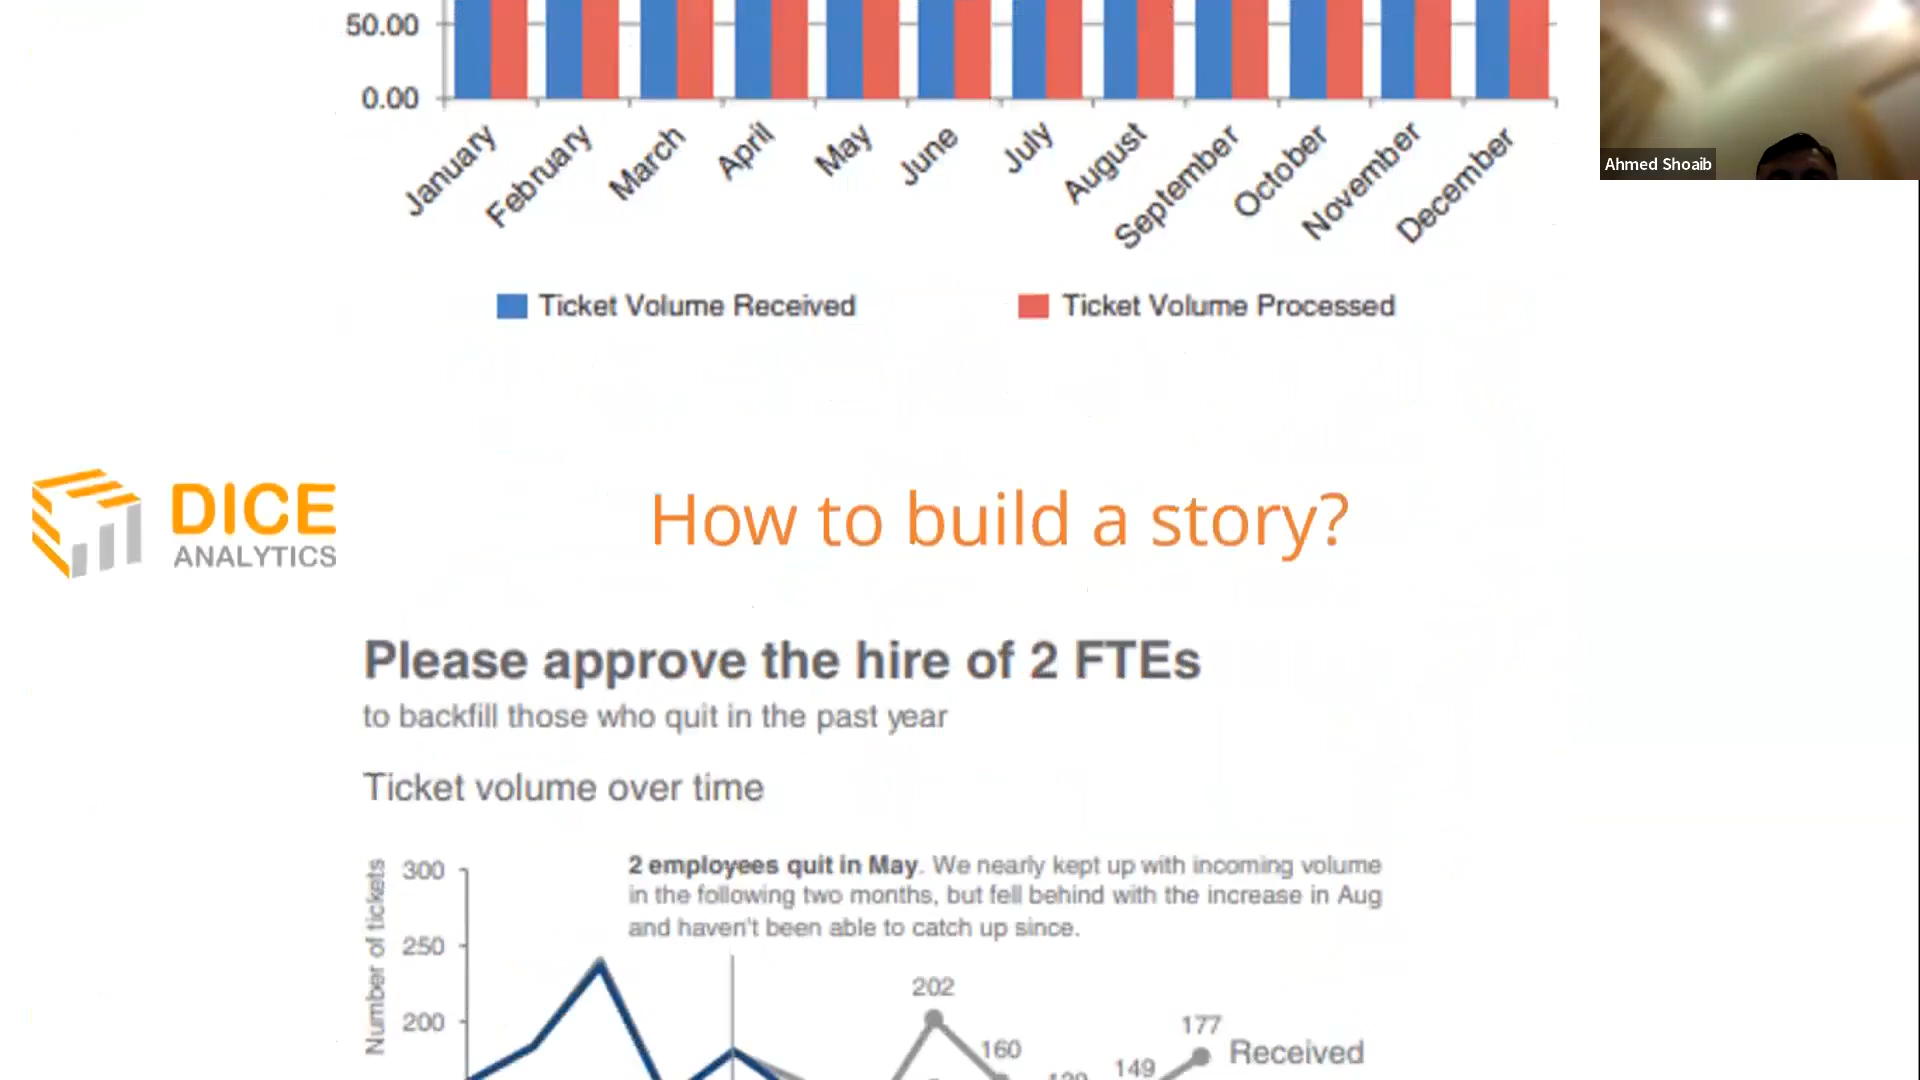 50.00
0.00
January
February
March
April
May
June
July
August
September
October
November
December
Ticket Volume Received
Ticket Volume Processed
Ahmed Shoaib
DICE
ANALYTICS
How to build a story?
Please approve the hire of 2 FTEs
to backfill those who quit in the past year
Ticket volume over time
Number of tickets
300
250
200
2 employees quit in May. We nearly kept up with incoming volume
in the following two months, but fell behind with the increase in Aug
and haven't been able to catch up since.
202
160
149
177
Received